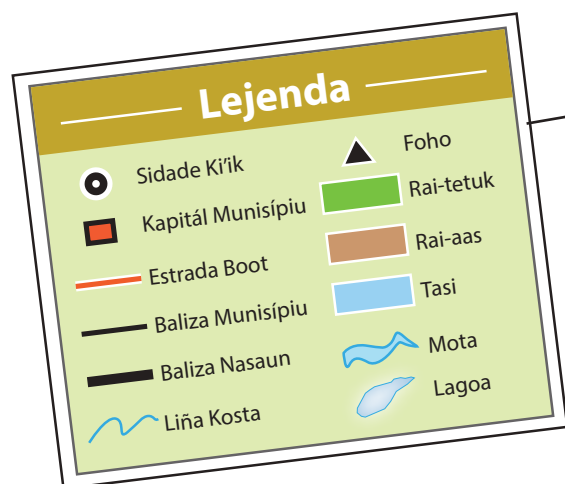 Lejenda
Sidade Ki'ik
Kapitál Munisípiu
Estrada Boot
Baliza Munisípiu
Baliza Nasaun
Liña Kosta
Foho
Rai-tetuk
Rai-aas
Tasi
Mota
Lagoa